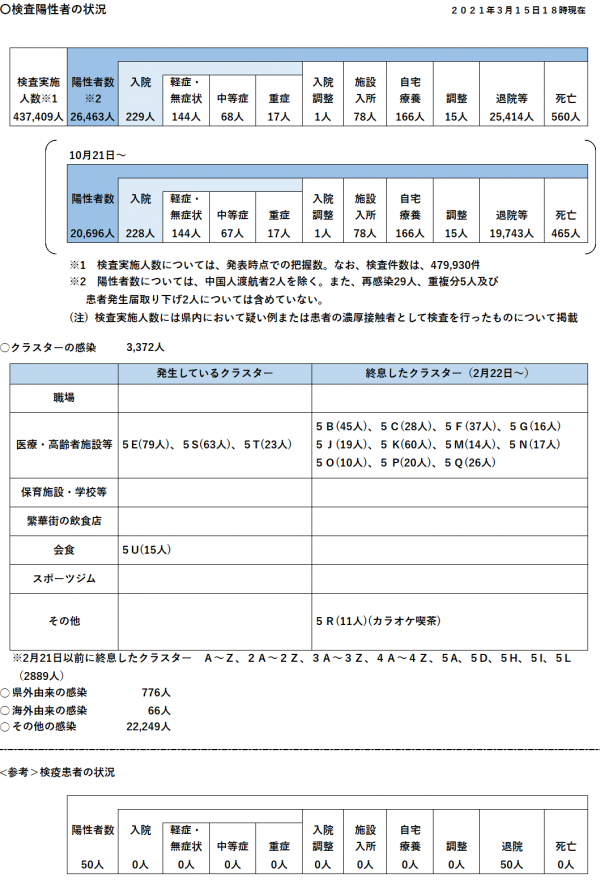 〇検査陽性者の状況 2021年3月15日18時現在
検査実施 陽性者数 入院 軽症・ 中等症 重症 入院 施設 自宅 調整 退院等 死亡
人数※1 ※2 無症状 調整 入所 療養
437,409人 26,463人 229人 144人 68人 17人 1人 78人 166人 15人 25,414人 560人
10月21日～
陽性者数 入院 軽症・ 中等症 重症 入院 施設 自宅 調整 退院等 死亡
無症状 調整 入所 療養
20,696人 228人 144人 67人 17人 1人 78人 166人 15人 19,743人 465人
※1 検査実施人数については、発表時点での把握数。なお、検査件数は、479,930件
※2 陽性者数については、中国人渡航者2人を除く。また、再感染29人、重複分5人及び
患者発生届取り下げ2人については含めていない。
(注) 検査実施人数には県内において疑い例または患者の濃厚接触者として検査を行ったものについて掲載
○クラスターの感染 3,372人
発生しているクラスター 終息したクラスター（2月22日～）
職場
医療・高齢者施設等 5E(79人)、5S(63人)、5T(23人)
5B(45人)、5C(28人)、5F(37人)、5G(16人)
5J(19人)、5K(60人)、5M(14人)、5N(17人)
5O(10人)、5P(20人)、5Q(26人)
保育施設・学校等
繁華街の飲食店
会食 5U(15人)
スポーツジム
その他 5R(11人)(カラオケ喫茶)
※2月21日以前に終息したクラスター A～Z、2A～2Z、3A～3Z、4A～4Z、5A、5D、5H、5I、5L
（2889人）
○県外由来の感染 776人
○海外由来の感染 66人
○その他の感染 22,249人
<参考>検疫患者の状況
陽性者数 入院 軽症・ 中等症 重症 入院 施設 自宅 調整 退院 死亡
無症状 調整 入所 療養
50人 0人 0人 0人 0人 0人 0人 0人 0人 50人 0人